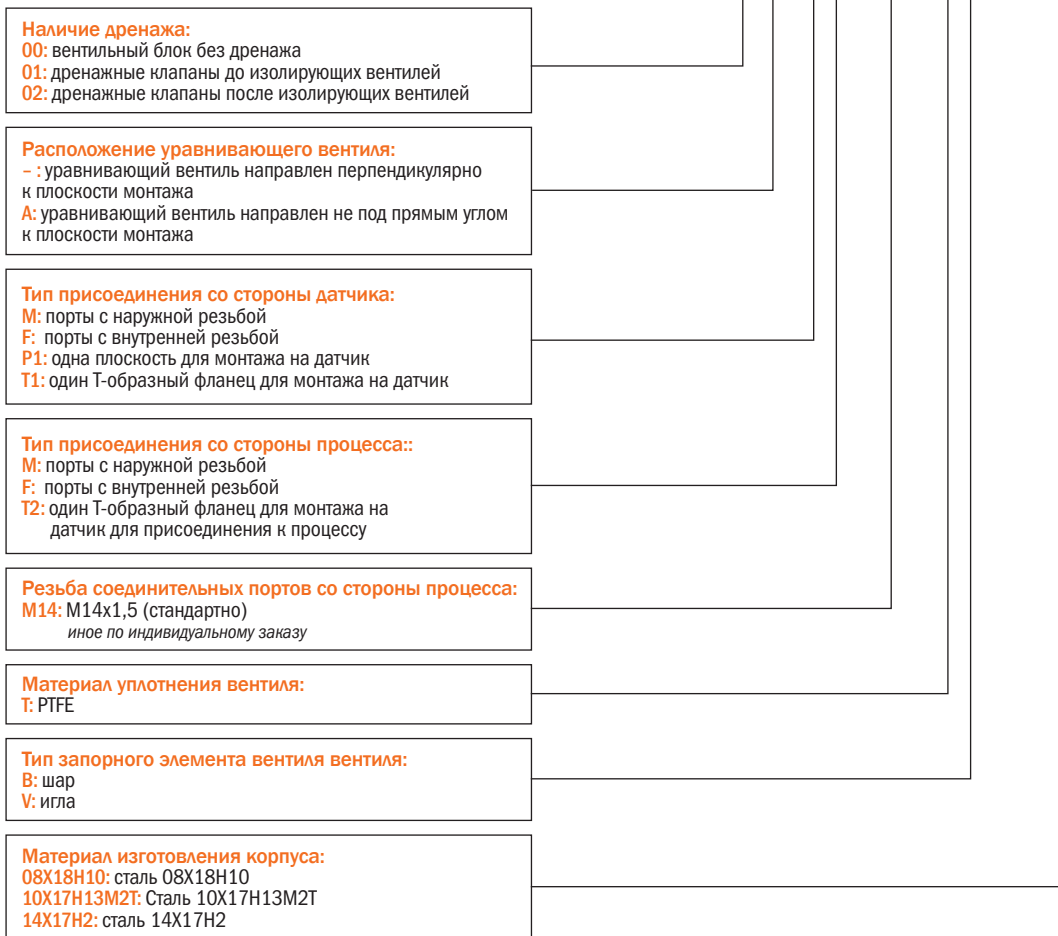 Наличие дренажа:
00: вентильный блок без дренажа
01: дренажные клапаны до изолирующих вентилей
02: дренажные клапаны после изолирующих вентилей
Расположение уравнивающего вентиля:
– : уравнивающий вентиль направлен перпендикулярно
к плоскости монтажа
А: уравнивающий вентиль направлен не под прямым углом
к плоскости монтажа
Тип присоединения со стороны датчика:
M: порты с наружной резьбой
F: порты с внутренней резьбой
P1: одна плоскость для монтажа на датчик
T1: один Т-образный фланец для монтажа на датчик
Тип присоединения со стороны процесса::
M: порты с наружной резьбой
F: порты с внутренней резьбой
T2: один Т-образный фланец для монтажа на
датчик для присоединения к процессу
Резьба соединительных портов со стороны процесса:
M14: M14x1,5 (стандартно)
иное по индивидуальному заказу
Материал уплотнения вентиля:
T: PTFE
Тип запорного элемента вентиля вентиля:
B: шар
V: игла
Материал изготовления корпуса:
08Х18Н10: сталь 08Х18Н10
10Х17Н13М2Т: Сталь 10Х17Н13М2Т
14Х17Н2: сталь 14Х17Н2